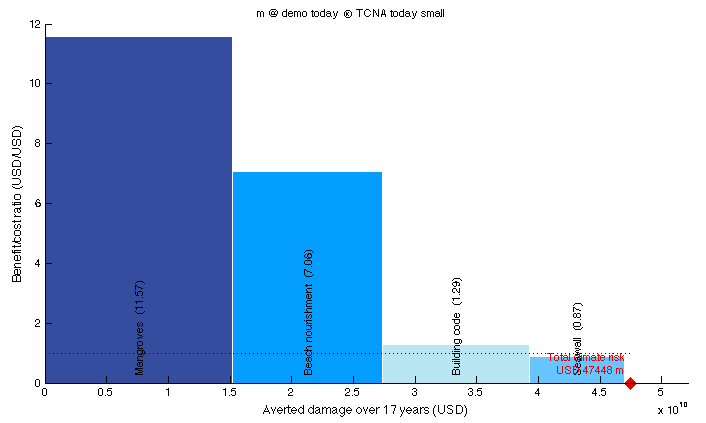 m @ demo today © TCNA today small
12
10
8
6
4
2
0
Benefit/cost ratio (USD/USD)
Mangroves (11.57)
Beach nourishment (7.06)
Building code (1.29)
Seawall (0.87)
Total climate risk
USD 47448 m
0 0.5 1 1.5 2 2.5 3 3.5 4 4.5 5
x 10^10
Averted damage over 17 years (USD)